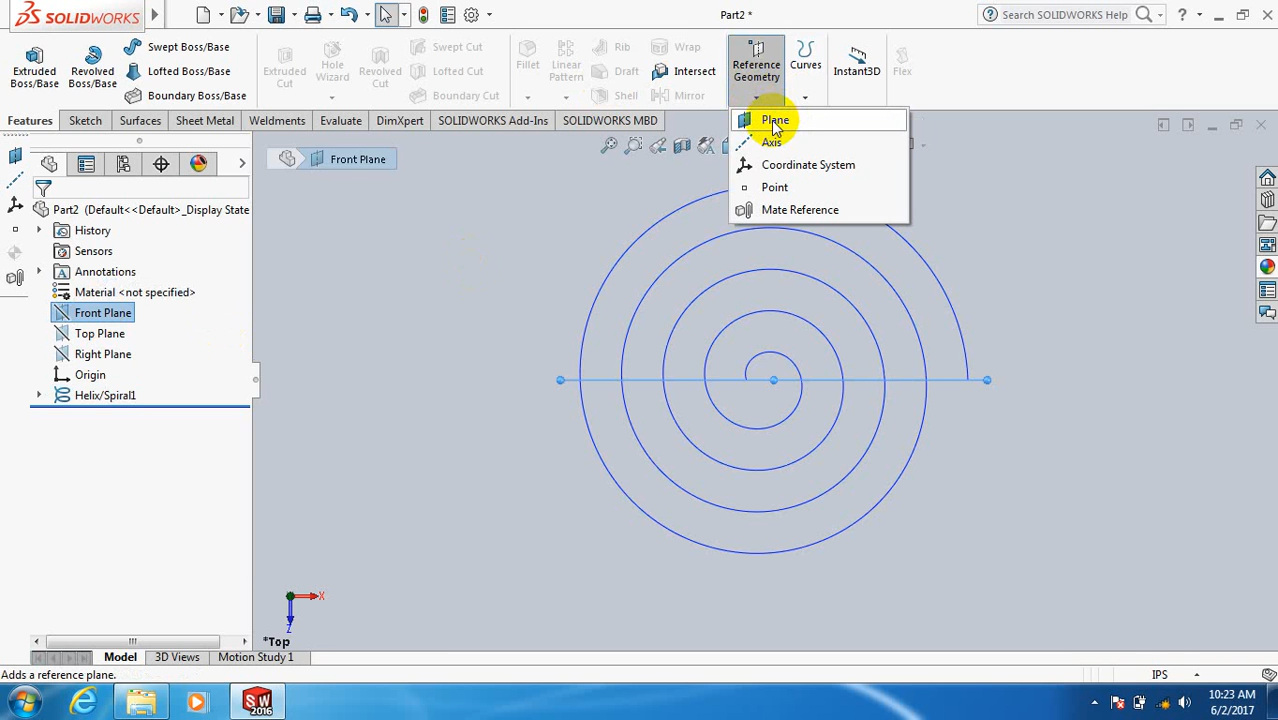 SOLIDWORKS
Part2 *
Search SOLIDWORKS Help
?
Extruded Boss/Base
Revolved Boss/Base
Swept Boss/Base
Lofted Boss/Base
Boundary Boss/Base
Extruded Cut
Hole Wizard
Revolved Cut
Swept Cut
Lofted Cut
Boundary Cut
Fillet
Linear Pattern
Rib
Draft
Shell
Wrap
Intersect
Mirror
Reference Geometry
Curves
Instant3D
Flex
Features
Sketch
Surfaces
Sheet Metal
Weldments
Evaluate
DimXpert
SOLIDWORKS Add-Ins
SOLIDWORKS MBD
Plane
Axis
Coordinate System
Point
Mate Reference
Front Plane
Part2 (Default<<Default>_Display State
History
Sensors
Annotations
Material <not specified>
Front Plane
Top Plane
Right Plane
Origin
Helix/Spiral1
X
Z
*Top
Model
3D Views
Motion Study 1
Adds a reference plane.
IPS
SW
2016
10:23 AM
6/2/2017